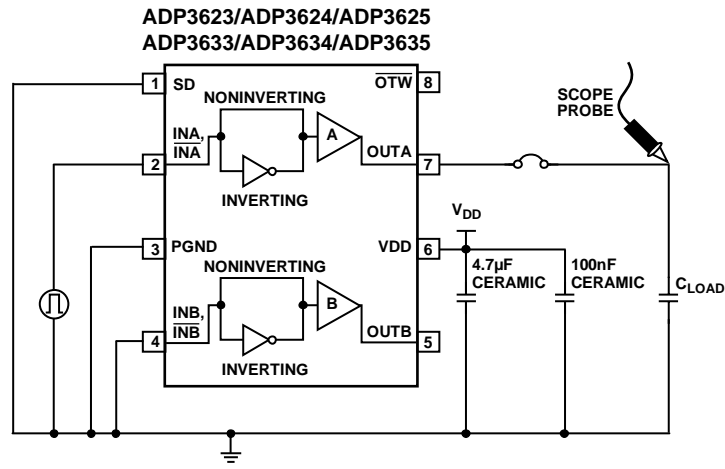 ADP3623/ADP3624/ADP3625
ADP3633/ADP3634/ADP3635
1
SD
OTW
8
NONINVERTING
INA,
INA
2
A
OUTA
7
INVERTING
SCOPE
PROBE
3
PGND
VDD
6
VDD
NONINVERTING
4.7µF
CERAMIC
100nF
CERAMIC
CLOAD
INB,
INB
4
B
OUTB
5
INVERTING